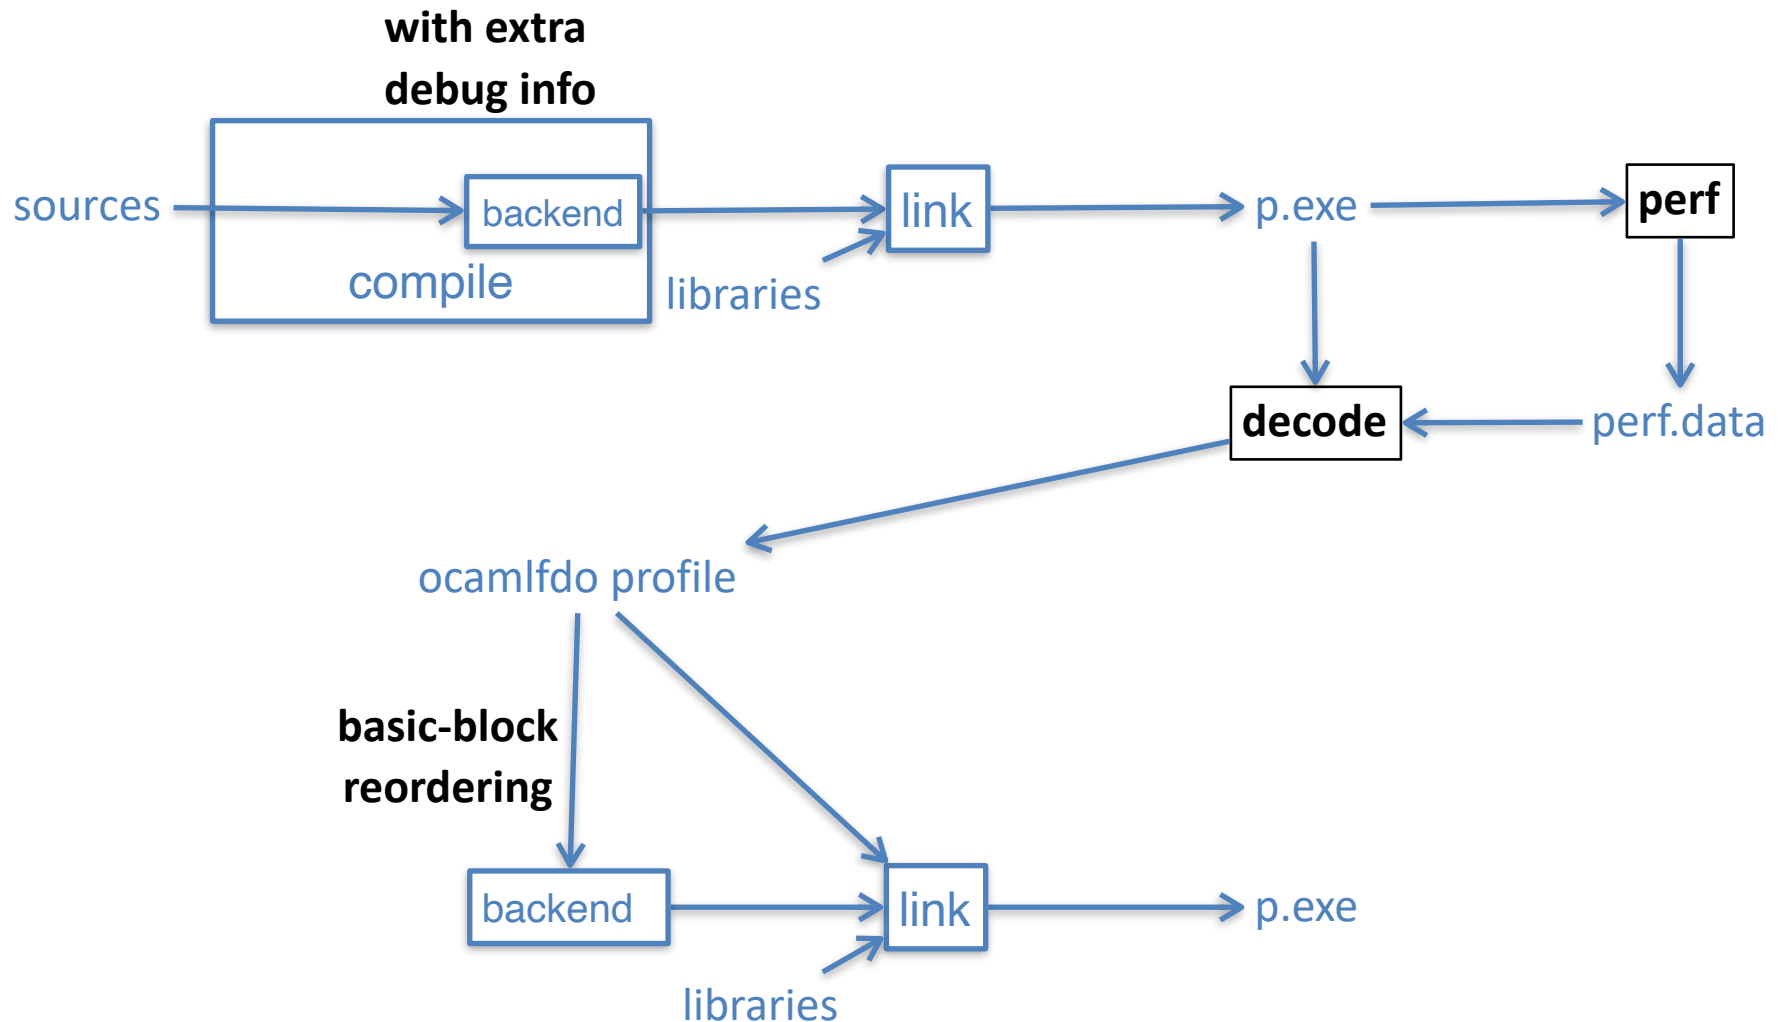 with extra
debug info
sources
backend
compile
libraries
link
p.exe
perf
decode
perf.data
ocamlfdo profile
basic-block
reordering
backend
link
p.exe
libraries